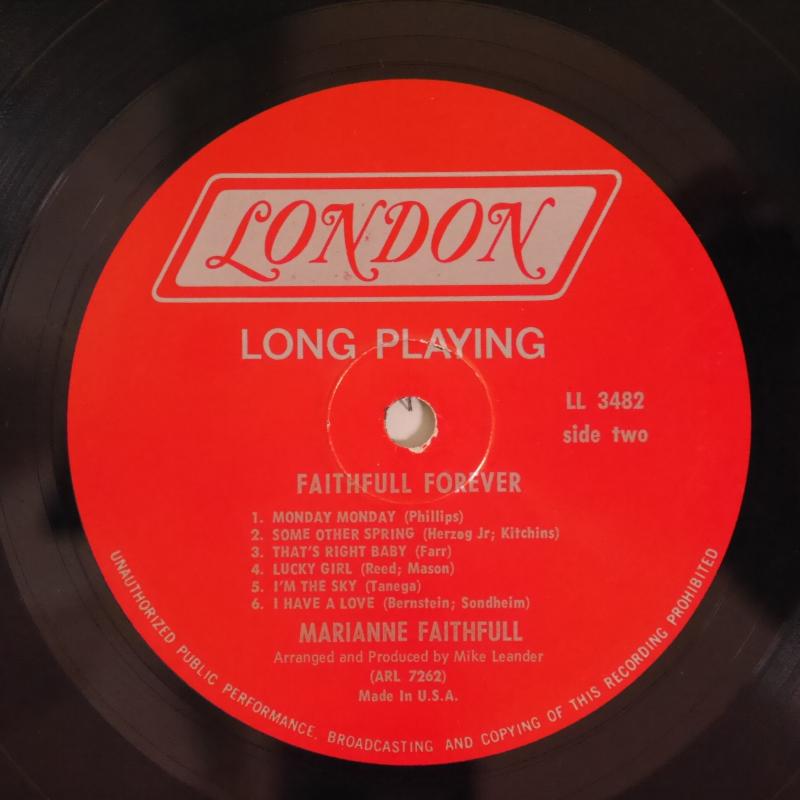 LONDON
LONG PLAYING
LL 3482
side two
FAITHFULL FOREVER
1. MONDAY MONDAY (Phillips)
2. SOME OTHER SPRING (Herzog Jr; Kitchins)
3. THAT'S RIGHT BABY (Farr)
4. LUCKY GIRL (Reed; Mason)
5. I'M THE SKY (Tanega)
6. I HAVE A LOVE (Bernstein; Sondheim)
MARIANNE FAITHFULL
Arranged and Produced by Mike Leander
(ARL 7262)
Made In U.S.A.
UNAUTHORIZED PUBLIC PERFORMANCE, BROADCASTING AND COPYING OF THIS RECORDING PROHIBITED